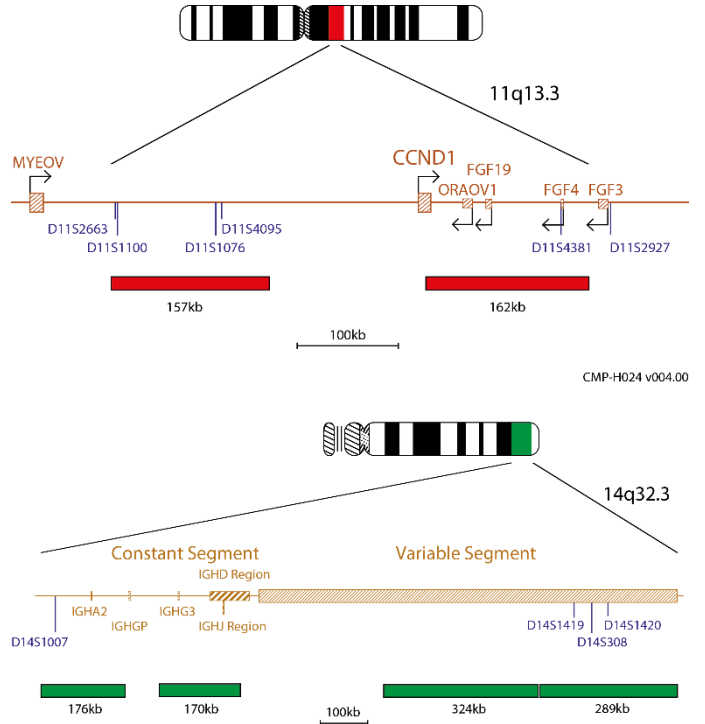 11q13.3
MYEOV
CCND1
FGF19
ORAOV1
FGF4
FGF3
D11S2663
D11S4095
D11S1100
D11S1076
D11S4381
D11S2927
157kb
162kb
100kb
CMP-H024 v004.00
14q32.3
Constant Segment
Variable Segment
IGHD Region
IGHA2
IGHG3
IGHGP
IGHJ Region
D14S1007
D14S1419
D14S1420
D14S308
176kb
170kb
324kb
289kb
100kb